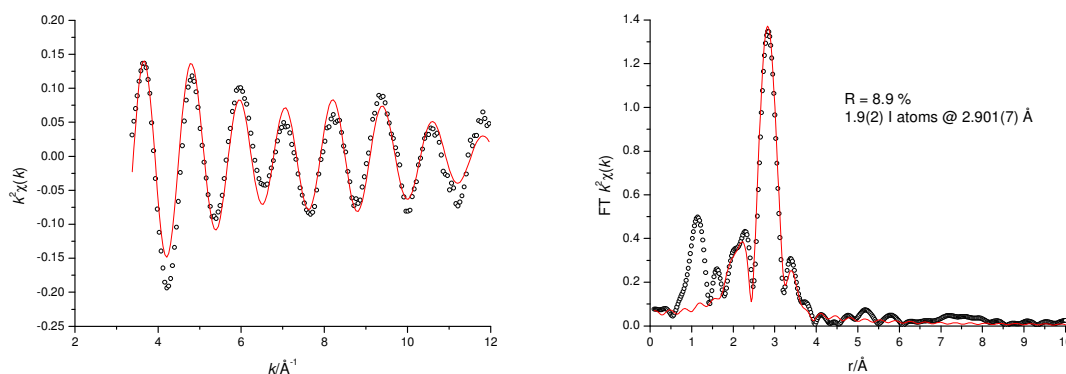 0.20
0.15
0.10
0.05
0.00
-0.05
-0.10
-0.15
-0.20
-0.25
2 4 6 8 10 12
k²χ(k)
k/Å⁻¹
1.4
1.2
1.0
0.8
0.6
0.4
0.2
0.0
0 1 2 3 4 5 6 7 8 9 10
FT k²χ(k)
r/Å
R = 8.9 %
1.9(2) I atoms @ 2.901(7) Å